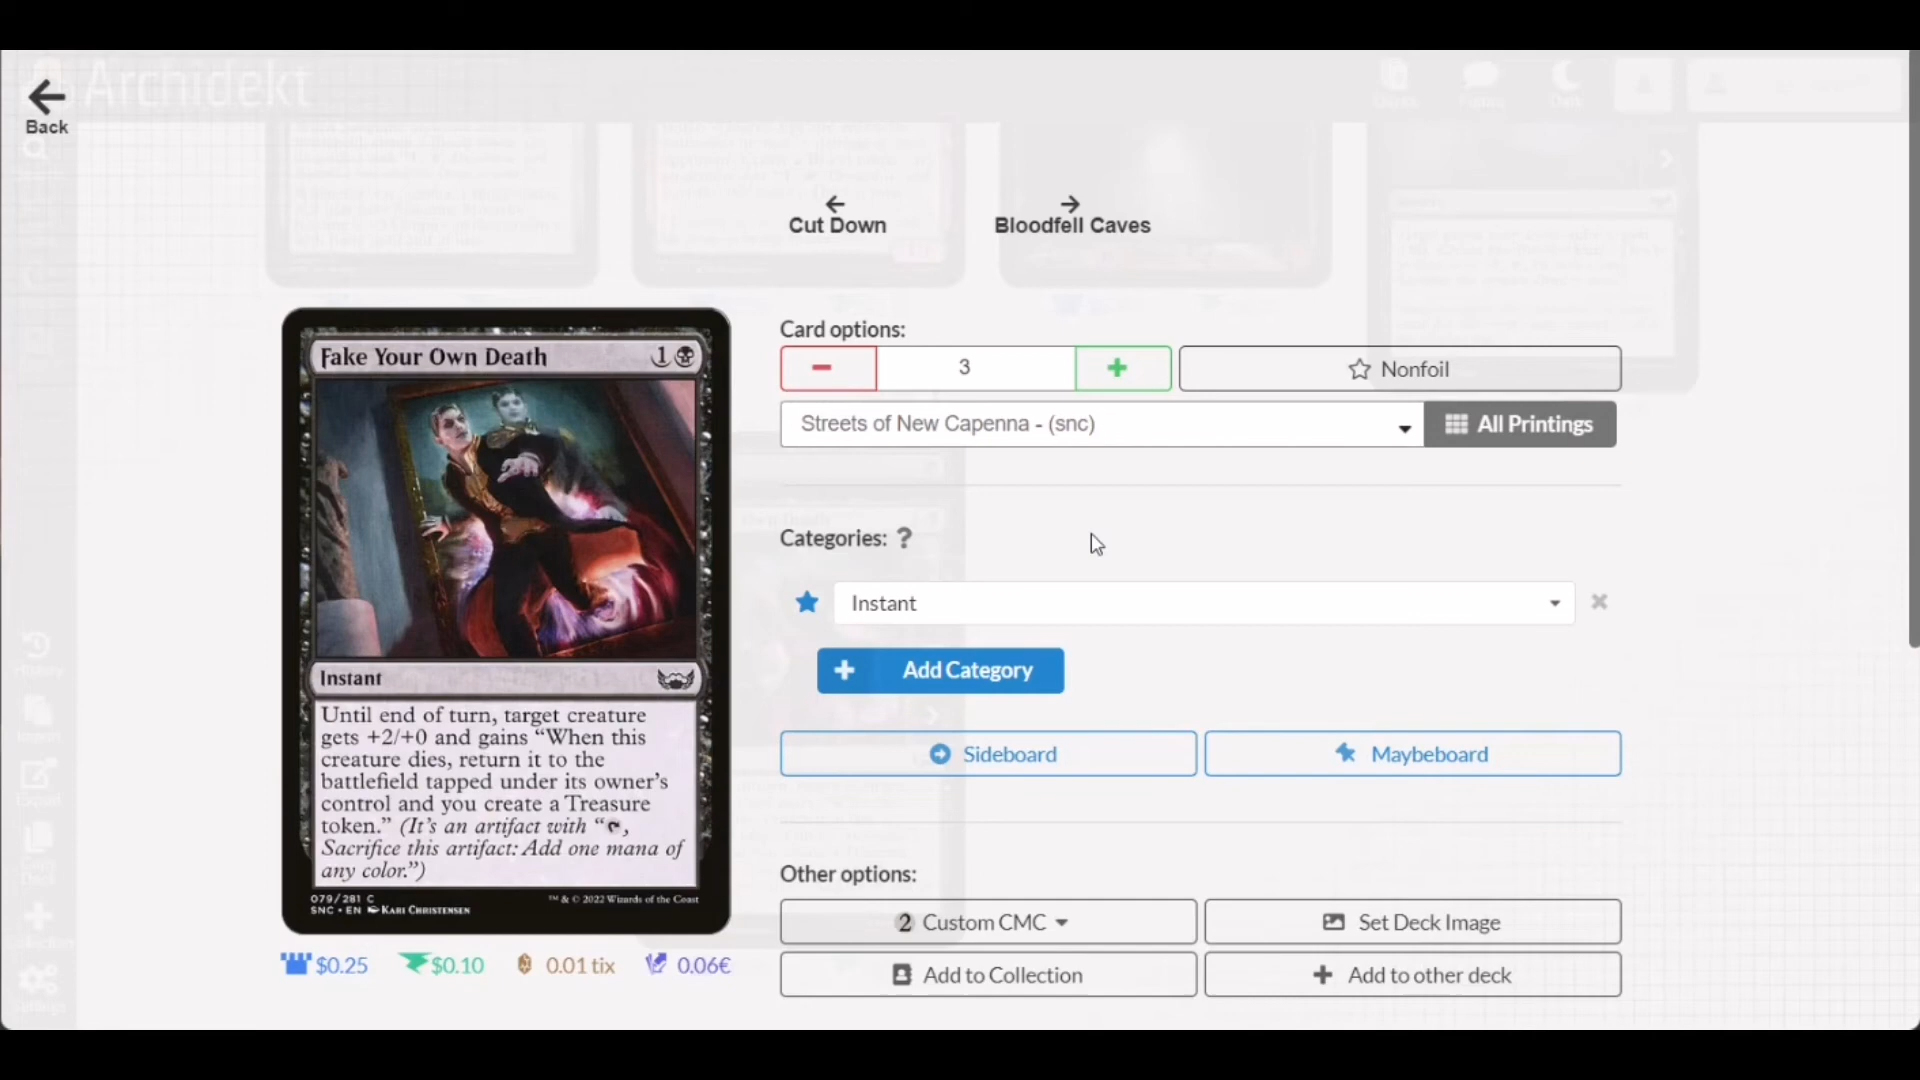 Archidekt
Back
Cut Down
Bloodfell Caves
Fake Your Own Death 1
Instant
Until end of turn, target creature
gets +2/+0 and gains “When this
creature dies, return it to the
battlefield tapped under its owner’s
control and you create a Treasure
token.” (It’s an artifact with “
Sacrifice this artifact: Add one mana of
any color.”)
079/281 C
SNC • EN Kari Christensen
™ & © 2022 Wizards of the Coast
$0.25 $0.10 0.01 tix 0.06€
Card options:
3
Nonfoil
Streets of New Capenna - (snc)
All Printings
Categories: ?
Instant
Add Category
Sideboard
Maybeboard
Other options:
2 Custom CMC
Set Deck Image
Add to Collection
Add to other deck